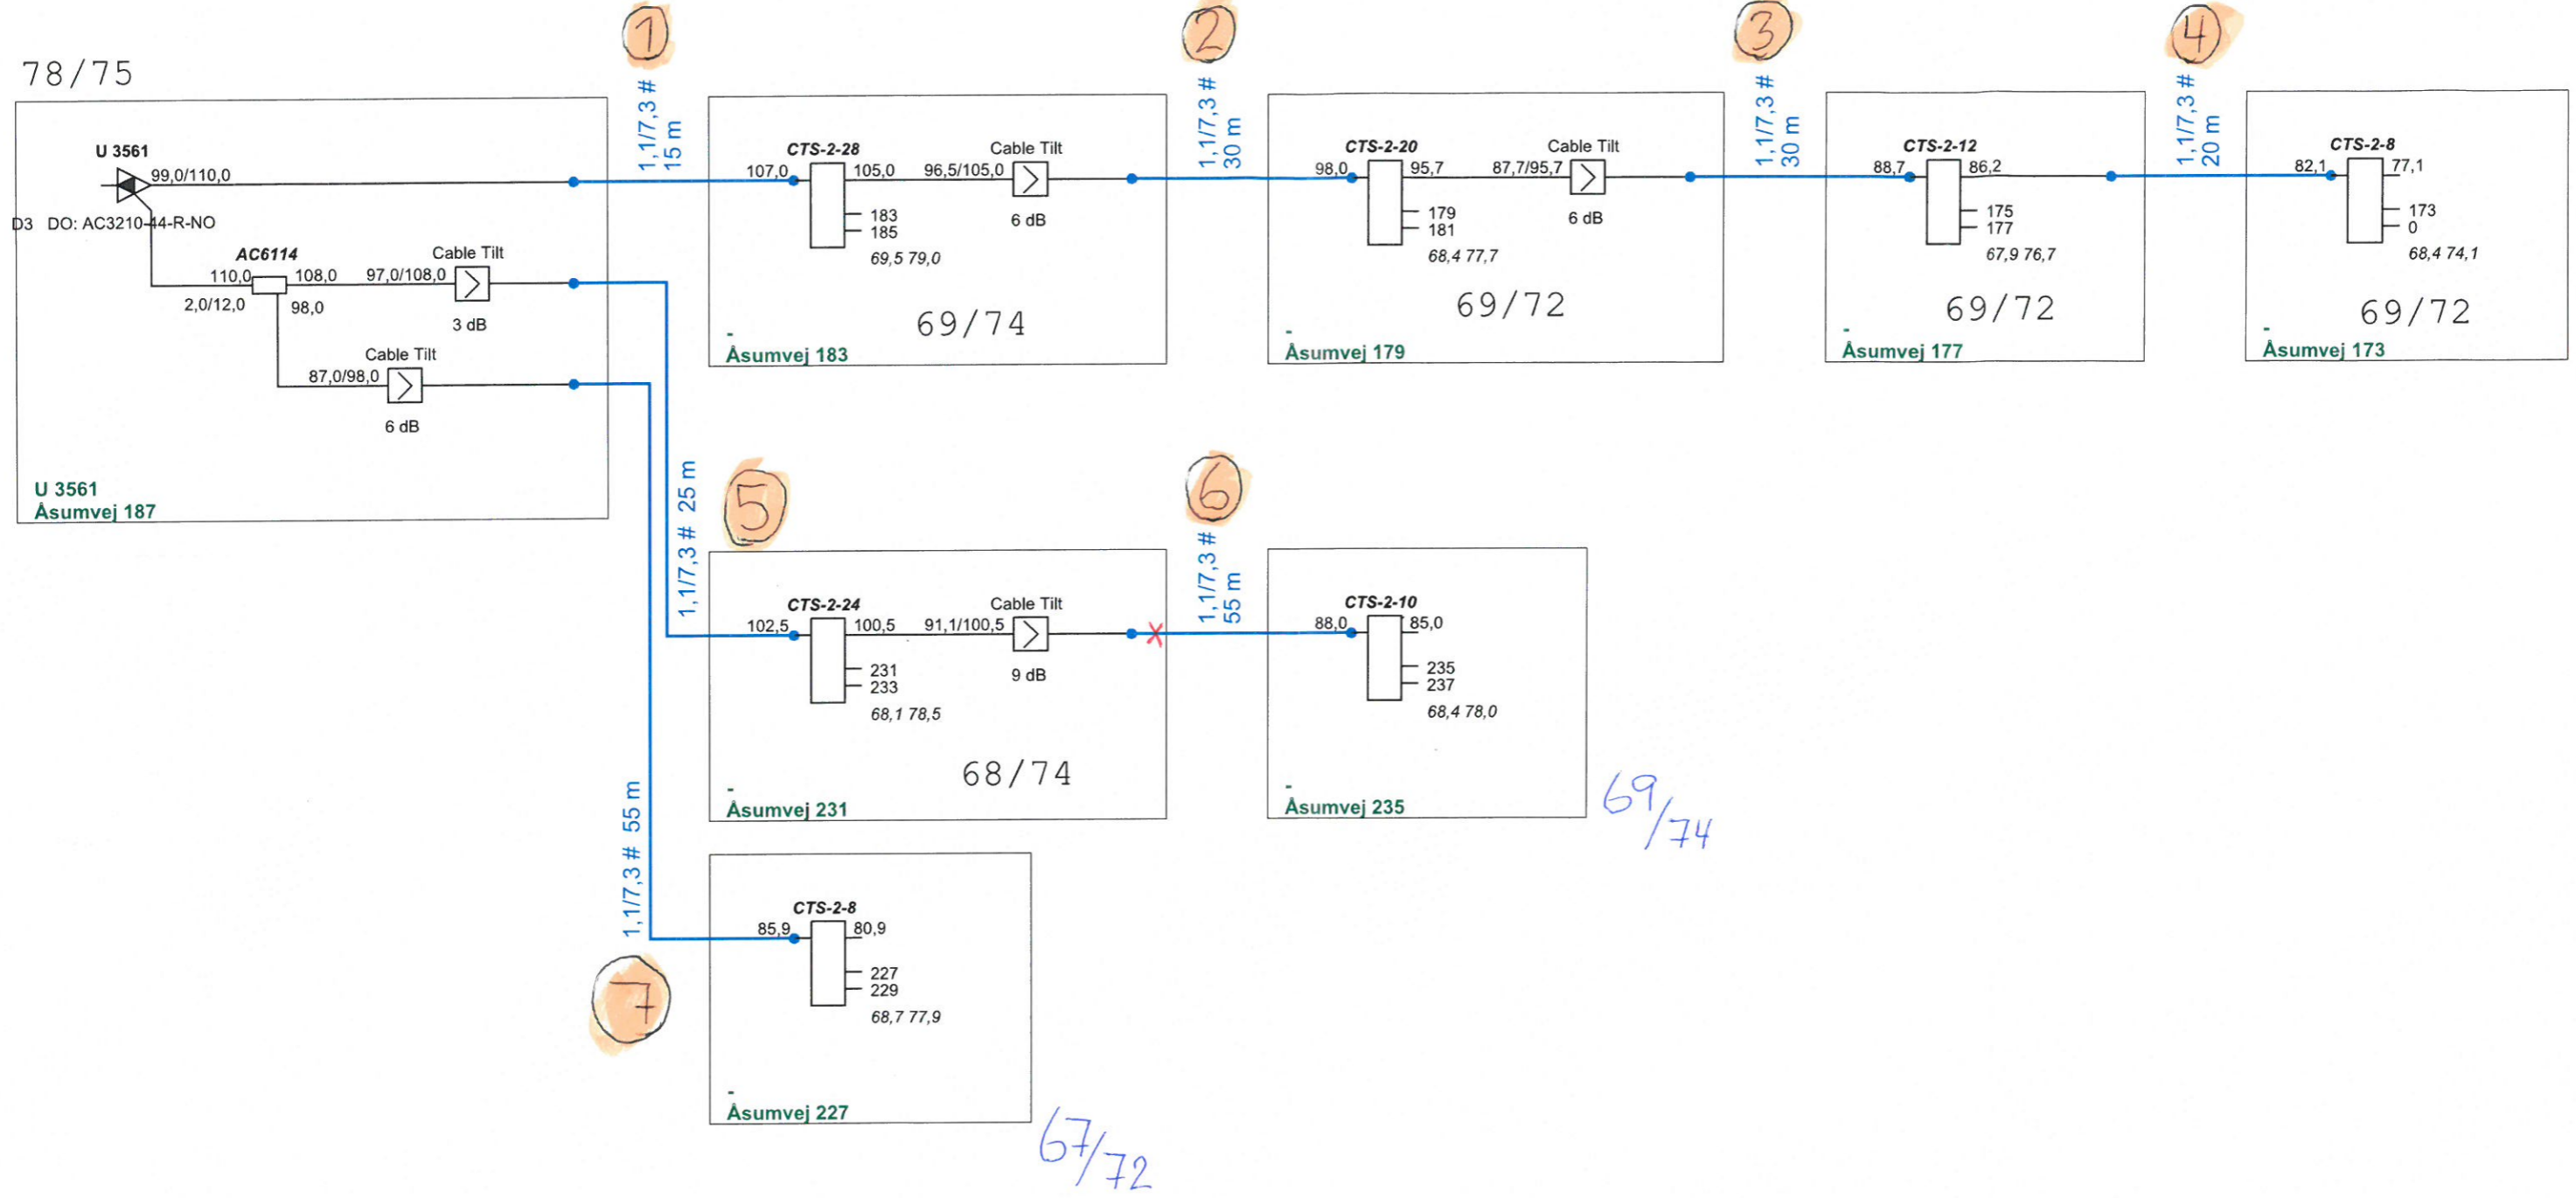 78/75
U 3561
99,0/110,0
D3 DO: AC3210-44-R-NO
AC6114
110,0
108,0
97,0/108,0
Cable Tilt
3 dB
2,0/12,0
98,0
Cable Tilt
87,0/98,0
6 dB
U 3561
Åsumvej 187
1
1,1/7,3 #
15 m
CTS-2-28
107,0
105,0
96,5/105,0
Cable Tilt
6 dB
183
185
69,5 79,0
69/74
-
Åsumvej 183
2
1,1/7,3 #
30 m
CTS-2-20
98,0
95,7
87,7/95,7
Cable Tilt
6 dB
179
181
68,4 77,7
69/72
-
Åsumvej 179
3
1,1/7,3 #
30 m
CTS-2-12
88,7
86,2
175
177
67,9 76,7
69/72
-
Åsumvej 177
4
1,1/7,3 #
20 m
CTS-2-8
82,1
77,1
173
0
68,4 74,1
69/72
-
Åsumvej 173
1,1/7,3 # 25 m
5
CTS-2-24
102,5
100,5
91,1/100,5
Cable Tilt
9 dB
231
233
68,1 78,5
68/74
-
Åsumvej 231
6
1,1/7,3 #
55 m
X
CTS-2-10
88,0
85,0
235
237
68,4 78,0
-
Åsumvej 235
69/74
1,1/7,3 # 55 m
7
CTS-2-8
85,9
80,9
227
229
68,7 77,9
-
Åsumvej 227
67/72